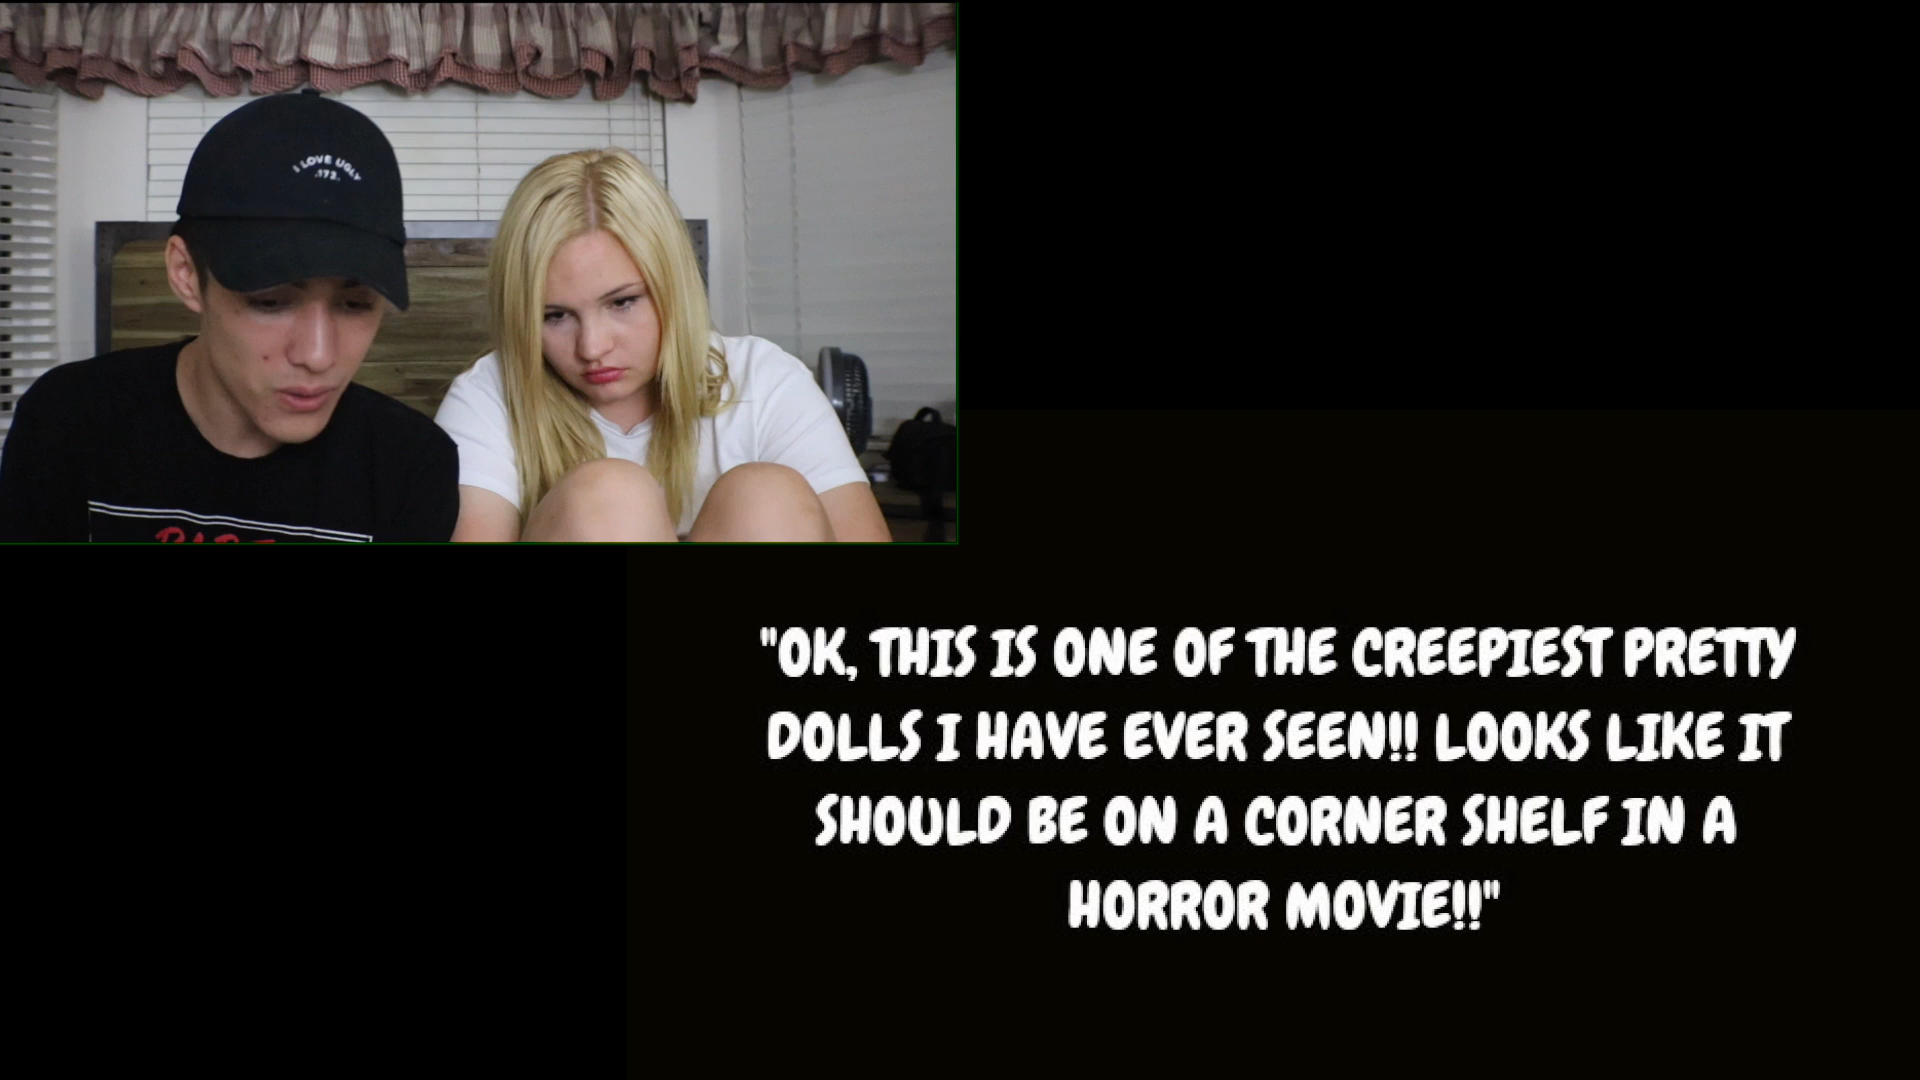 I LOVE UGLY
.172.
"OK, THIS IS ONE OF THE CREEPIEST PRETTY
DOLLS I HAVE EVER SEEN!! LOOKS LIKE IT
SHOULD BE ON A CORNER SHELF IN A
HORROR MOVIE!!"